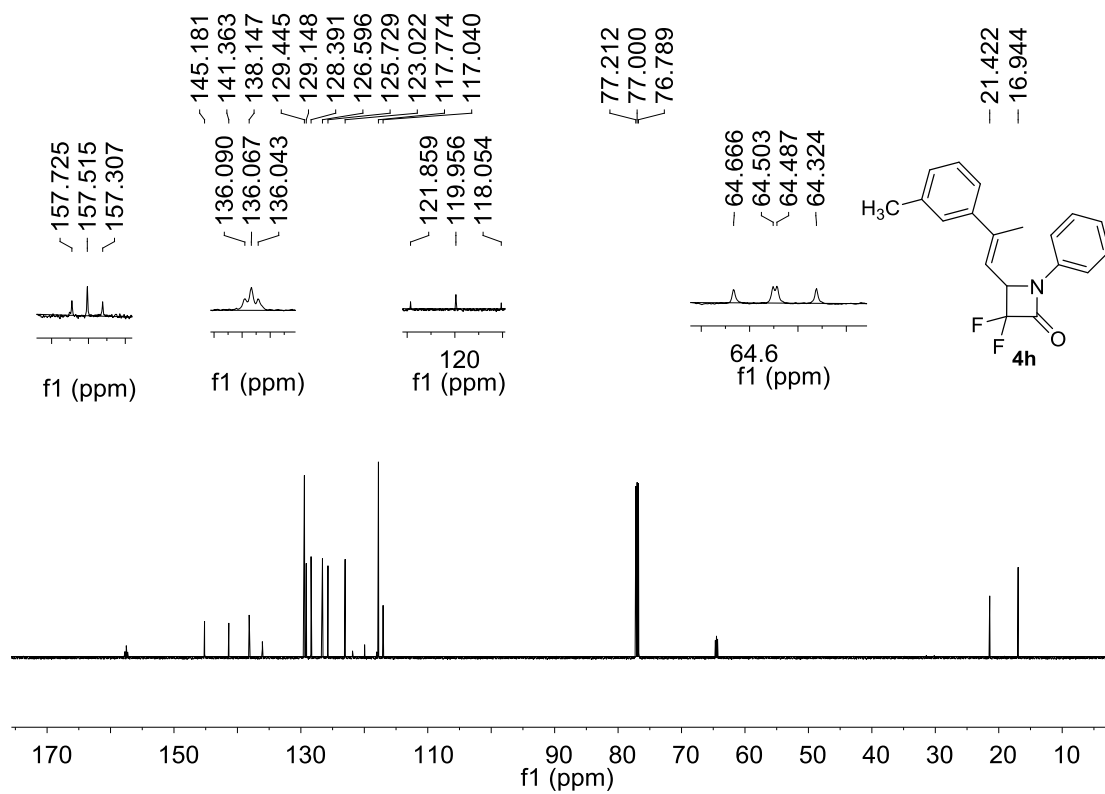 145.181
141.363
138.147
129.445
129.148
128.391
126.596
125.729
123.022
117.774
117.040
77.212
77.000
76.789
21.422
16.944
157.725
157.515
157.307
136.090
136.067
136.043
121.859
119.956
118.054
64.666
64.503
64.487
64.324
H3C
N
F
F
O
4h
120
64.6
f1 (ppm)
f1 (ppm)
f1 (ppm)
f1 (ppm)
170 150 130 110 90 80 70 60 50 40 30 20 10
f1 (ppm)